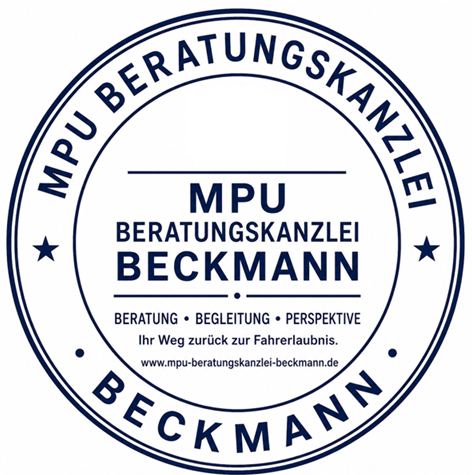 MPU BERATUNGSKANZLEI
MPU
BERATUNGSKANZLEI
BECKMANN
BERATUNG • BEGLEITUNG • PERSPEKTIVE
Ihr Weg zurück zur Fahrerlaubnis.
www.mpu-beratungskanzlei-beckmann.de
• BECKMANN •